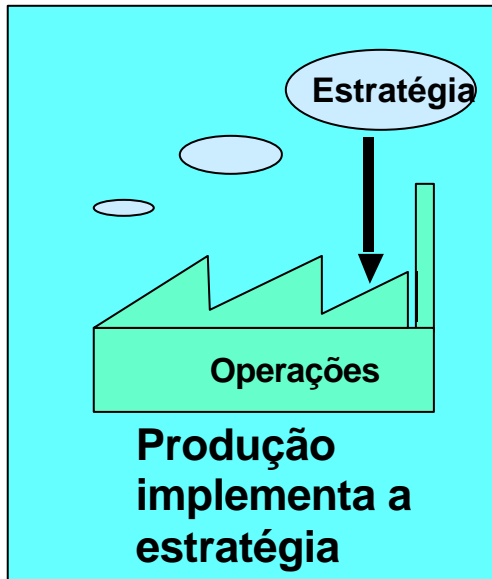 Estratégia
Operações
Produção
implementa a
estratégia